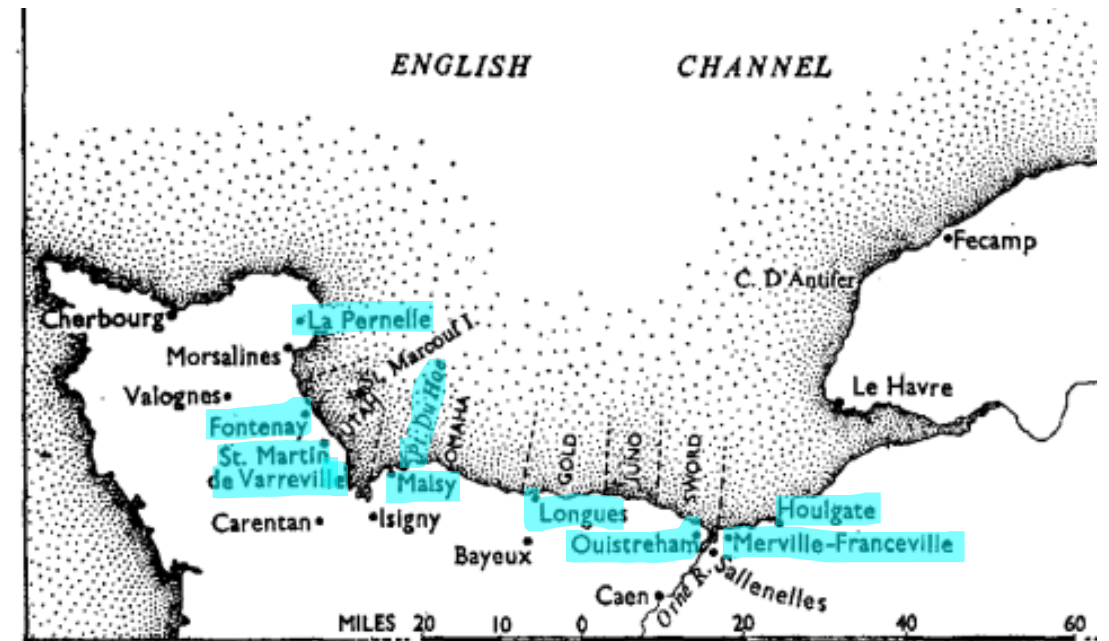 ENGLISH CHANNEL
Fecamp
C. D'Antifer
Cherbourg
La Pernelle
Marcouf I.
Morsalines
Valognes
Le Havre
Fontenay
UTAH
Pt. Du Hoe
OMAHA
GOLD
JUNO
SWORD
St. Martin
de Varreville
Maisy
Isigny
Longues
Houlgate
Carentan
Ouistreham
Merville-Franceville
Bayeux
Sallenelles
Caen
Orne R.
MILES 20 10 0 20 40 60